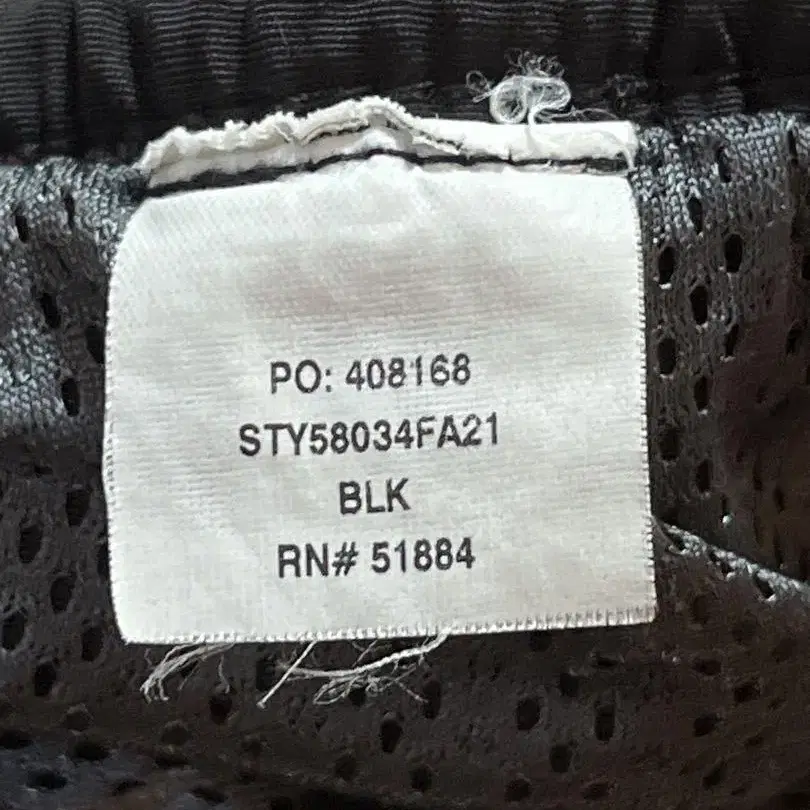 PO: 408168
STY58034FA21
BLK
RN# 51884